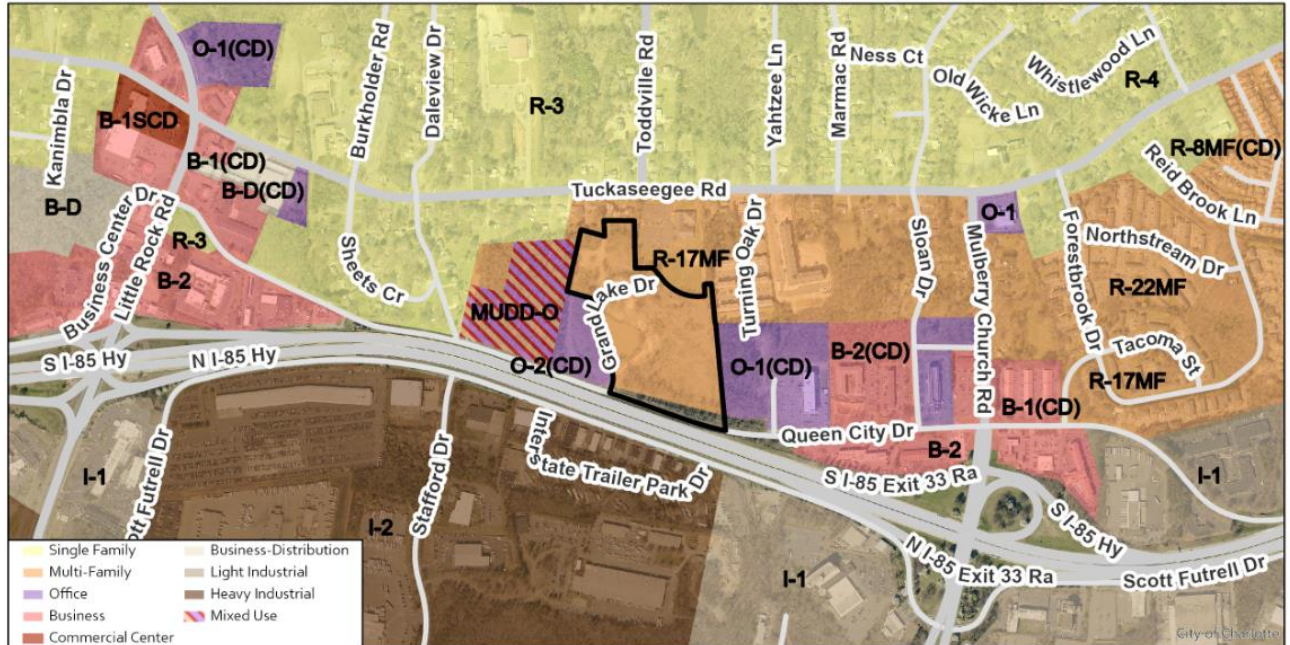 O-1(CD)
Kanimbla Dr
B-1SCD
B-1(CD)
B-D(CD)
B-D
Business Center Dr
Little Rock Rd
R-3
B-2
Burkholder Rd
Daleview Dr
Sheets Cr
R-3
Toddville Rd
Yahtzee Ln
Marmac Rd
Ness Ct
Old Wicke Ln
Whistlewood Ln
R-4
R-8MF(CD)
Reid Brook Ln
Tuckaseegee Rd
O-1
R-17MF
Turning Oak Dr
Sloan Dr
Mulberry Church Rd
Forestbrook Dr
Northstream Dr
R-22MF
Tacoma St
R-17MF
MUDD-O
Grand Lake Dr
O-2(CD)
O-1(CD)
B-2(CD)
B-1(CD)
Queen City Dr
B-2
S I-85 Hy
N I-85 Hy
S I-85 Exit 33 Ra
S I-85 Hy
I-1
Interstate Trailer Park Dr
Stafford Dr
I-1
ott Futrell Dr
I-2
I-1
N I-85 Exit 33 Ra
Scott Futrell Dr
Single Family
Multi-Family
Office
Business
Commercial Center
Business-Distribution
Light Industrial
Heavy Industrial
Mixed Use
City of Charlotte